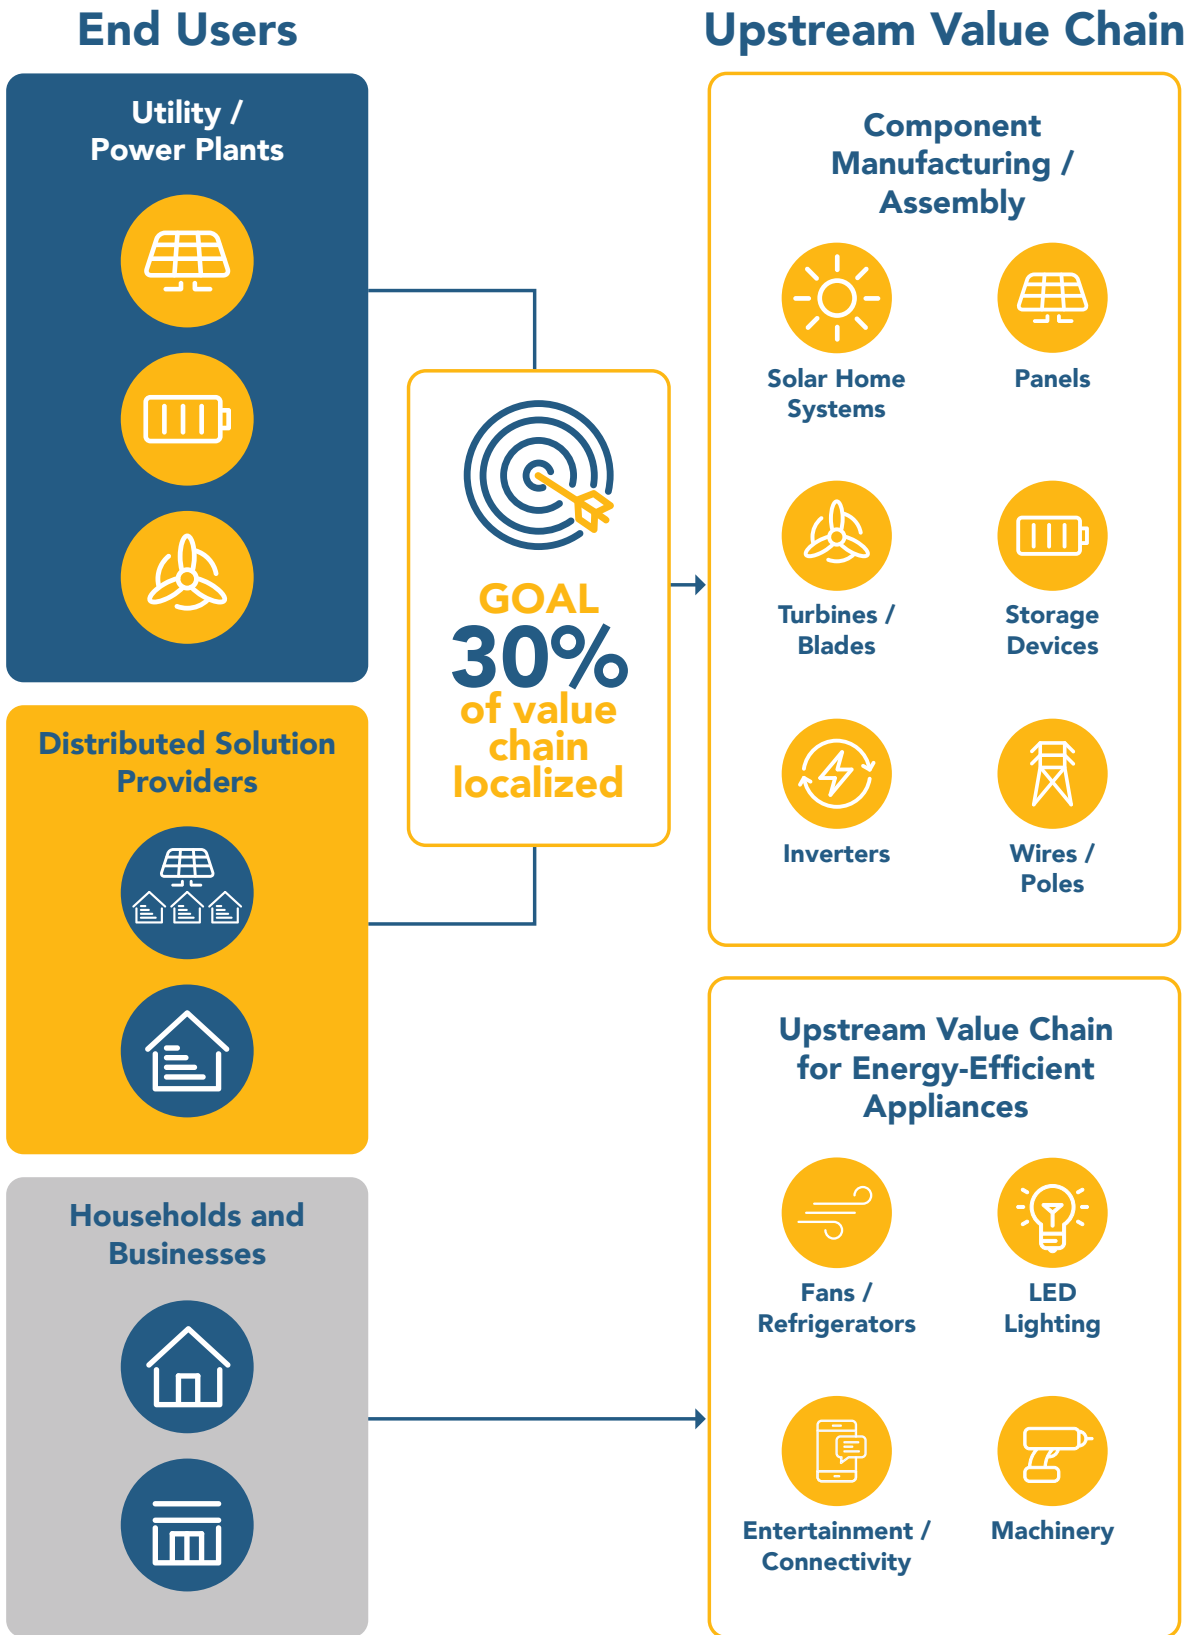 End Users
Utility /
Power Plants
Distributed Solution
Providers
Households and
Businesses
GOAL
30%
of value
chain
localized
Upstream Value Chain
Component
Manufacturing /
Assembly
Solar Home
Systems
Panels
Turbines /
Blades
Storage
Devices
Inverters
Wires /
Poles
Upstream Value Chain
for Energy-Efficient
Appliances
Fans /
Refrigerators
LED
Lighting
Entertainment /
Connectivity
Machinery